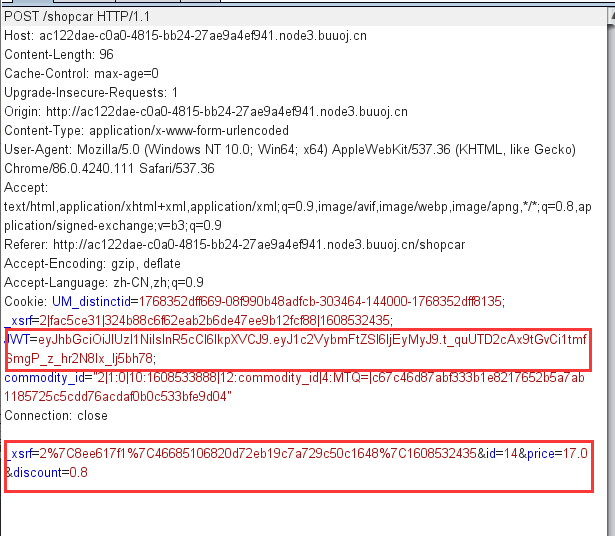 POST /shopcar HTTP/1.1
Host: ac122dae-c0a0-4815-bb24-27ae9a4ef941.node3.buuoj.cn
Content-Length: 96
Cache-Control: max-age=0
Upgrade-Insecure-Requests: 1
Origin: http://ac122dae-c0a0-4815-bb24-27ae9a4ef941.node3.buuoj.cn
Content-Type: application/x-www-form-urlencoded
User-Agent: Mozilla/5.0 (Windows NT 10.0; Win64; x64) AppleWebKit/537.36 (KHTML, like Gecko)
Chrome/86.0.4240.111 Safari/537.36
Accept:
text/html,application/xhtml+xml,application/xml;q=0.9,image/avif,image/webp,image/apng,*/*;q=0.8,ap
plication/signed-exchange;v=b3;q=0.9
Referer: http://ac122dae-c0a0-4815-bb24-27ae9a4ef941.node3.buuoj.cn/shopcar
Accept-Encoding: gzip, deflate
Accept-Language: zh-CN,zh;q=0.9
Cookie: UM_distinctid=1768352dff669-08f990b48adfcb-303464-144000-1768352dff8135;
_xsrf=2|fac5ce31|324b88c6f62eab2b6de47ee9b12fcf88|1608532435;
JWT=eyJhbGciOiJIUzI1NiIsInR5cCI6IkpXVCJ9.eyJ1c2VybmFtZSI6IjEyMyJ9.t_quUTD2cAx9tGvCi1tmf
SmgP_z_hr2N8Ix_Ij5bh78;
commodity_id="2|1:0|10:1608533888|12:commodity_id|4:MTQ=|c67c46d87abf333b1e8217652b5a7ab
1185725c5cdd76acdaf0b0c533bfe9d04"
Connection: close
_xsrf=2%7C8ee617f1%7C46685106820d72eb19c7a729c50c1648%7C1608532435&id=14&price=17.0
&discount=0.8